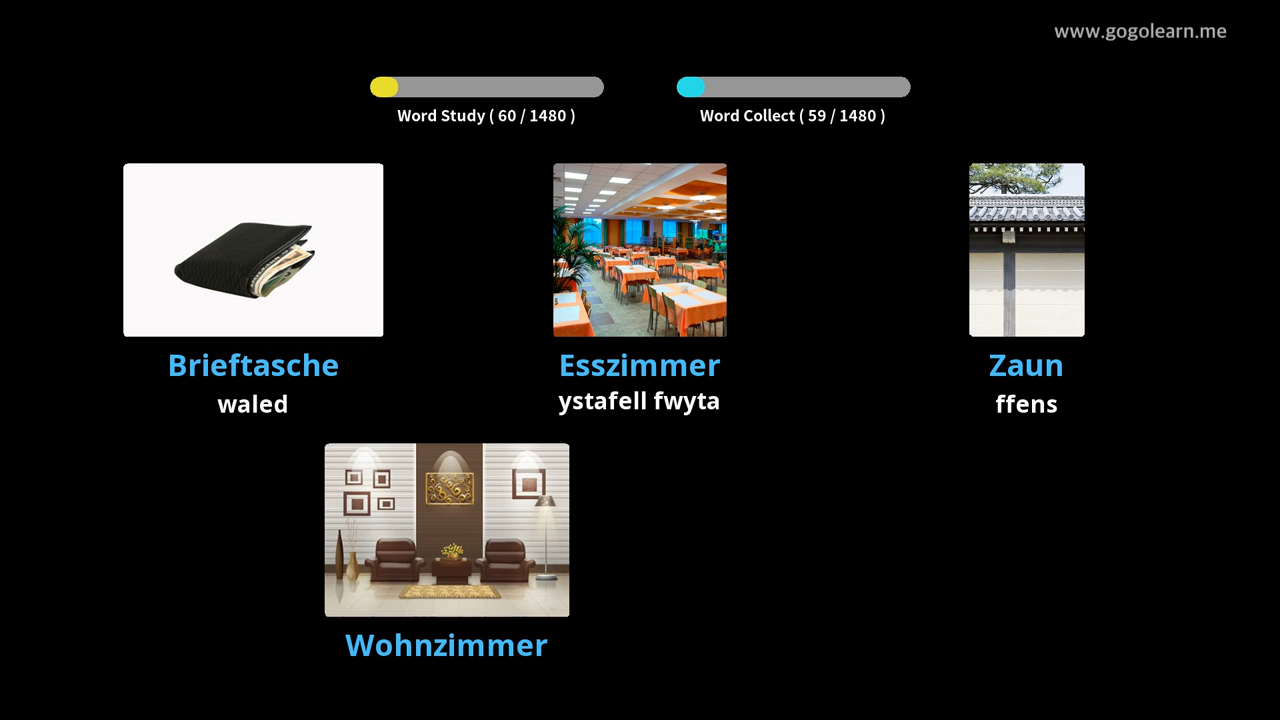 www.gogolearn.me
Word Study ( 60 / 1480 )
Word Collect ( 59 / 1480 )
Brieftasche
waled
Esszimmer
ystafell fwyta
Zaun
ffens
Wohnzimmer